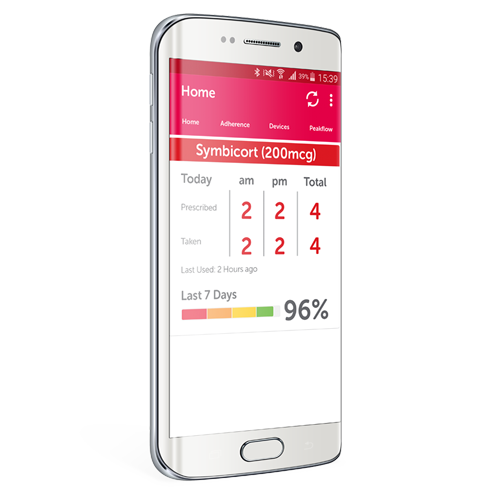 39% 15:39
Home
Home Adherence Devices Peakflow
Symbicort (200mcg)
Today am pm Total
Prescribed 2 2 4
Taken 2 2 4
Last Used: 2 Hours ago
Last 7 Days
96%